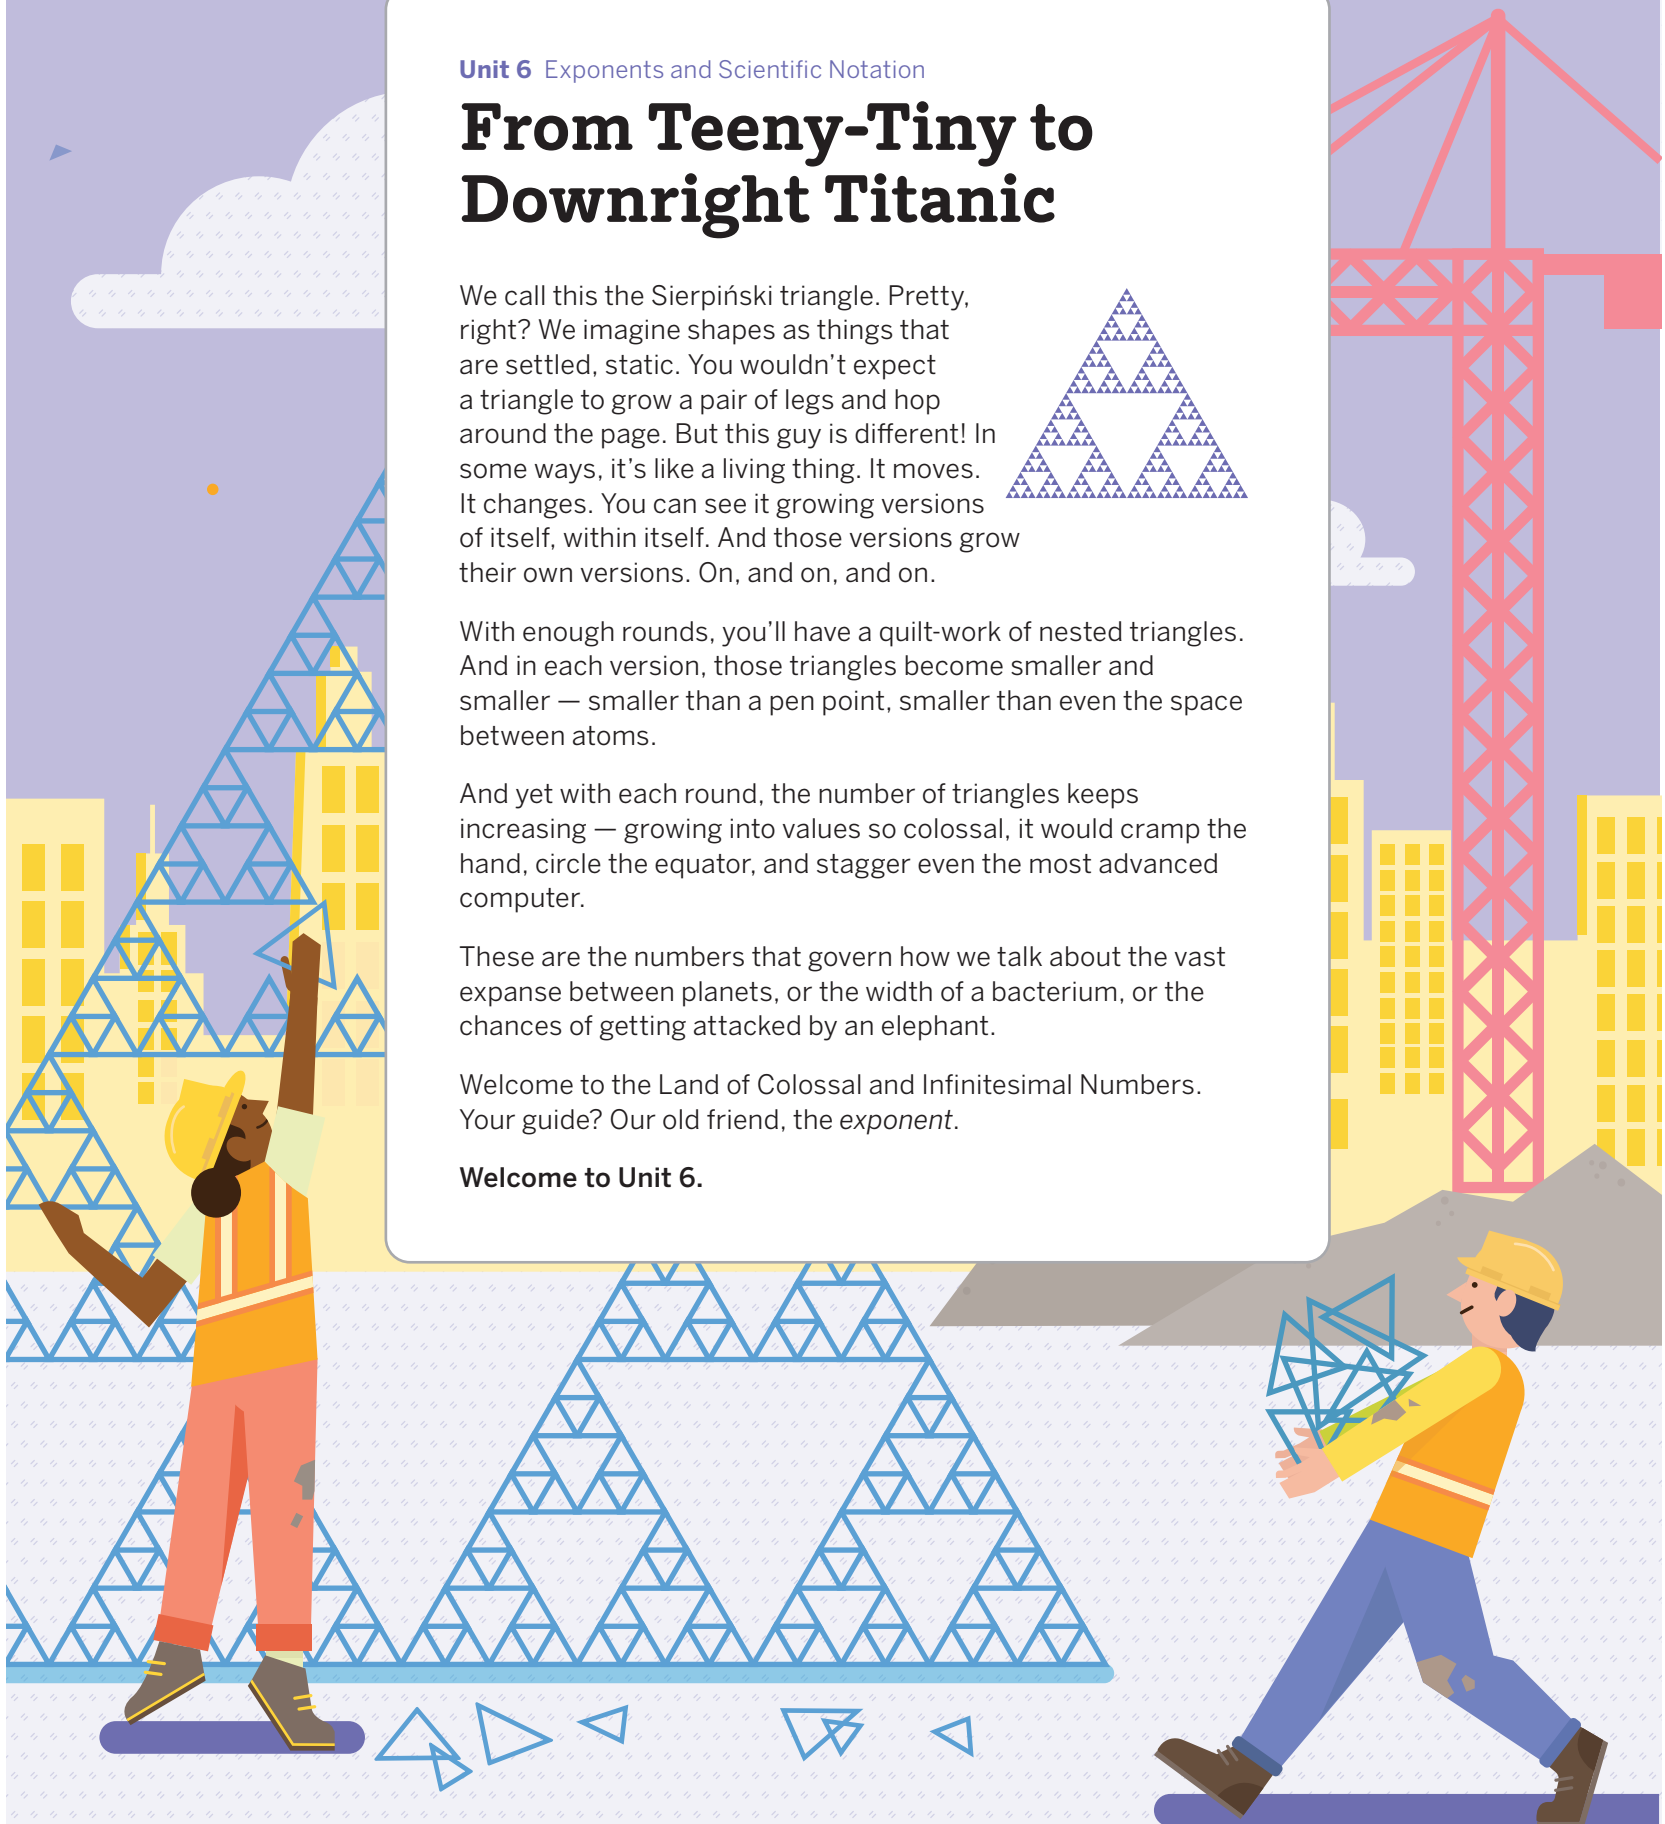 Unit 6 Exponents and Scientific Notation
From Teeny-Tiny to
Downright Titanic
We call this the Sierpiński triangle. Pretty,
right? We imagine shapes as things that
are settled, static. You wouldn’t expect
a triangle to grow a pair of legs and hop
around the page. But this guy is different! In
some ways, it’s like a living thing. It moves.
It changes. You can see it growing versions
of itself, within itself. And those versions grow
their own versions. On, and on, and on.
With enough rounds, you’ll have a quilt-work of nested triangles.
And in each version, those triangles become smaller and
smaller — smaller than a pen point, smaller than even the space
between atoms.
And yet with each round, the number of triangles keeps
increasing — growing into values so colossal, it would cramp the
hand, circle the equator, and stagger even the most advanced
computer.
These are the numbers that govern how we talk about the vast
expanse between planets, or the width of a bacterium, or the
chances of getting attacked by an elephant.
Welcome to the Land of Colossal and Infinitesimal Numbers.
Your guide? Our old friend, the exponent.
Welcome to Unit 6.